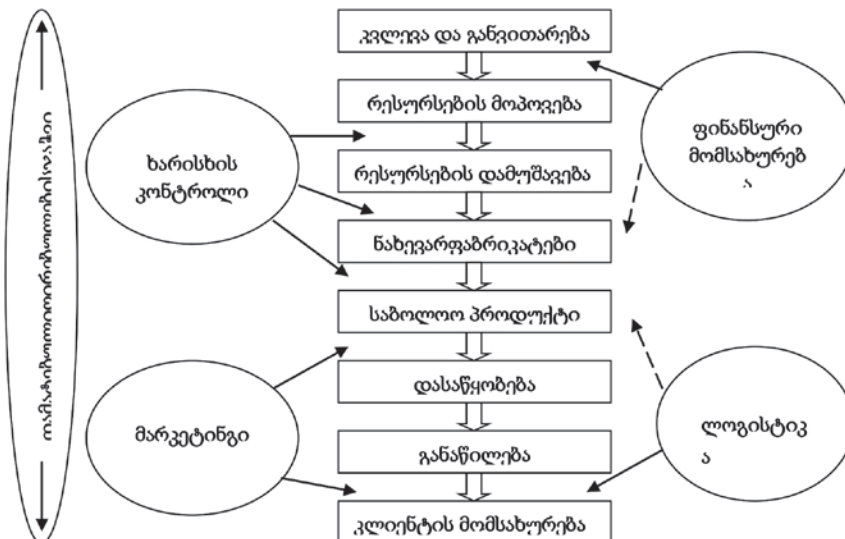 კვლევა და განვითარება
რესურსების მოპოვება
რესურსების დამუშავება
ნახევარფაბრიკატები
საბოლოო პროდუქტი
დასაწყობება
განაწილება
კლიენტის მომსახურება
ხარისხის
კონტროლი
მარკეტინგი
ფინანსური
მომსახურებ
ა
ლოგისტიკ
ა